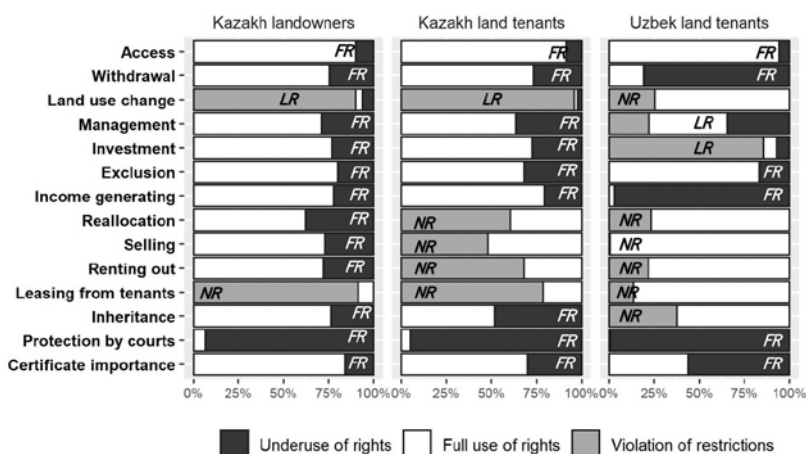 Kazakh landowners Kazakh land tenants Uzbek land tenants
Access FR FR FR
Withdrawal FR FR FR
Land use change LR LR NR
Management FR FR LR
Investment FR FR LR
Exclusion FR FR FR
Income generating FR FR FR
Reallocation FR NR NR
Selling FR NR NR
Renting out FR NR NR
Leasing from tenants NR NR NR
Inheritance FR FR NR
Protection by courts FR FR FR
Certificate importance FR FR FR
0% 25% 50% 75% 100% 0% 25% 50% 75% 100% 0% 25% 50% 75% 100%
Underuse of rights Full use of rights Violation of restrictions